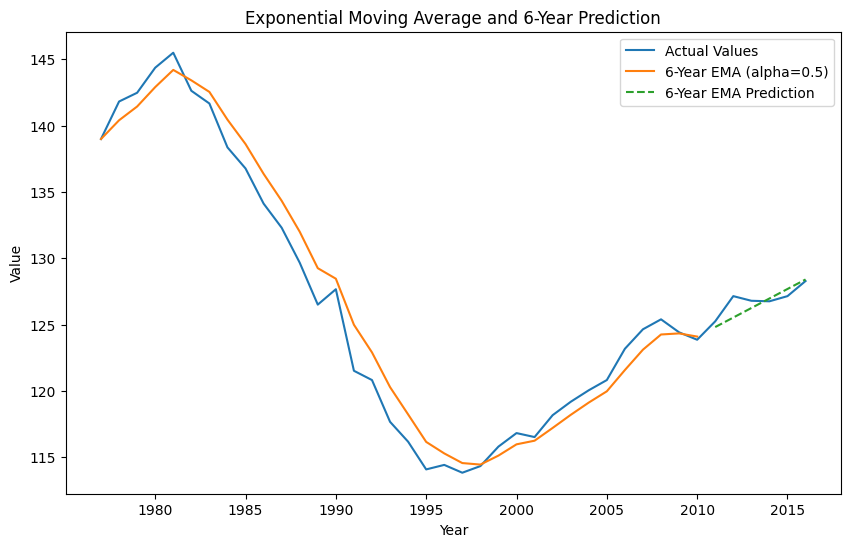 Exponential Moving Average and 6-Year Prediction
Actual Values
6-Year EMA (alpha=0.5)
6-Year EMA Prediction
145
140
135
130
125
120
115
Value
1980 1985 1990 1995 2000 2005 2010 2015
Year